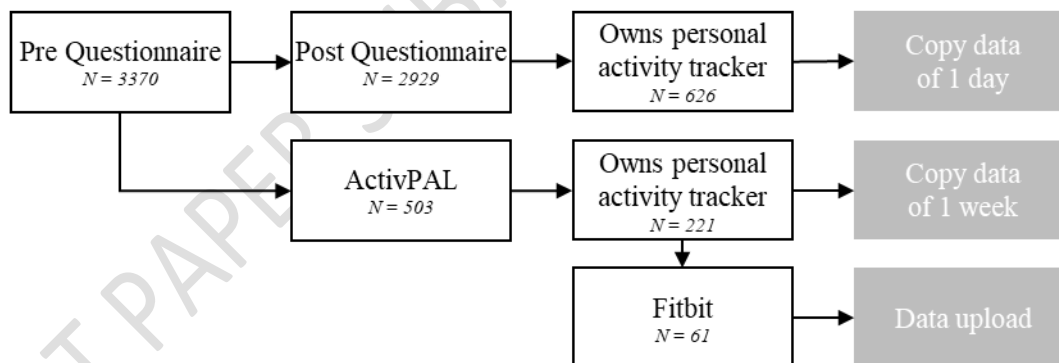 Pre Questionnaire
N = 3370
Post Questionnaire
N = 2929
Owns personal
activity tracker
N = 626
Copy data
of 1 day
ActivPAL
N = 503
Owns personal
activity tracker
N = 221
Copy data
of 1 week
Fitbit
N = 61
Data upload
T PAPER